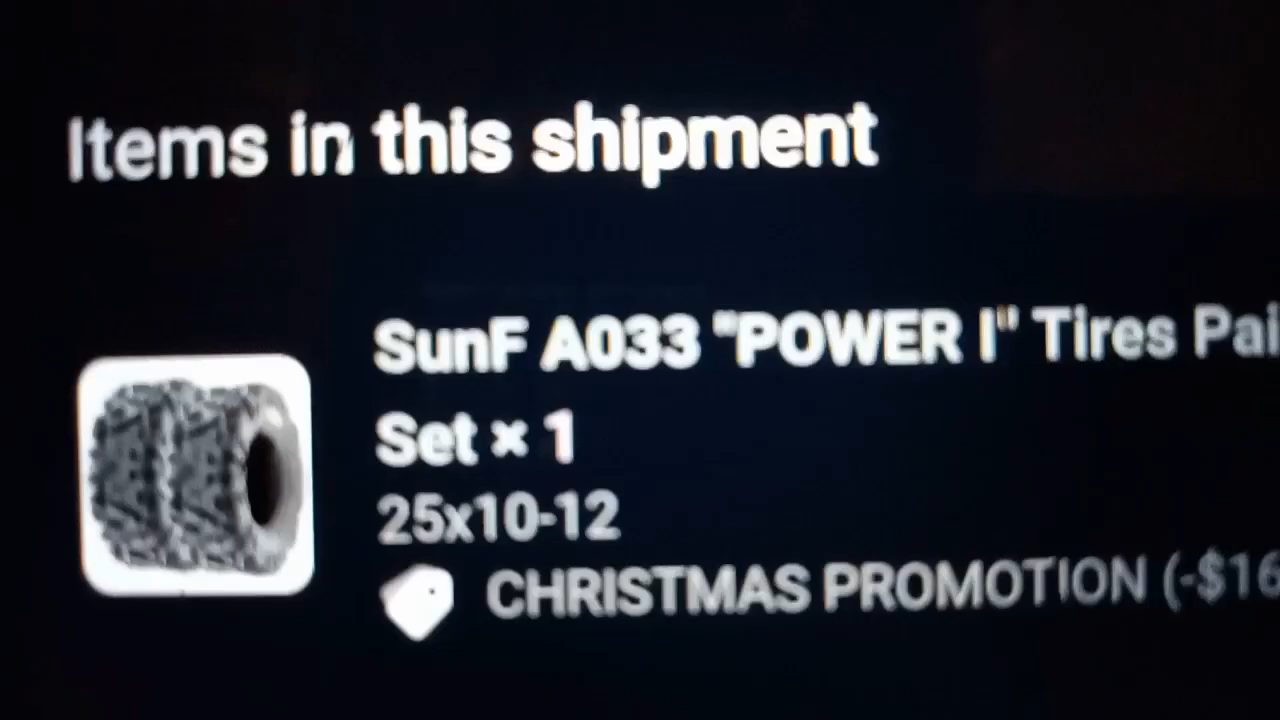 Items in this shipment
SunF A033 "POWER I" Tires Pai
Set × 1
25x10-12
CHRISTMAS PROMOTION (-$16